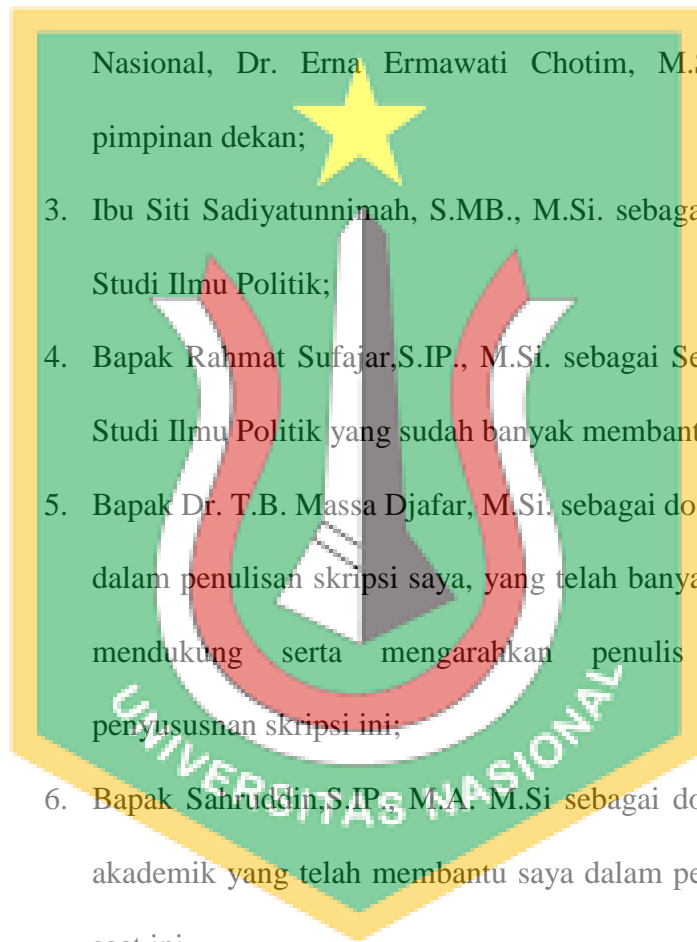 Nasional, Dr. Erna Ermawati Chotim, M.S
pimpinan dekan;
3. Ibu Siti Sadiyatunnimah, S.MB., M.Si. sebaga
Studi Ilmu Politik;
4. Bapak Rahmat Sufajar,S.IP., M.Si. sebagai Se
Studi Ilmu Politik yang sudah banyak membant
5. Bapak Dr. T.B. Massa Djafar, M.Si. sebagai do
dalam penulisan skripsi saya, yang telah banya
mendukung serta mengarahkan penulis
penyususnan skripsi ini;
6. Bapak Sahruddin,S.IP., M.A. M.Si sebagai do
akademik yang telah membantu saya dalam pe
saat ini
UNIVERSITAS NASIONAL